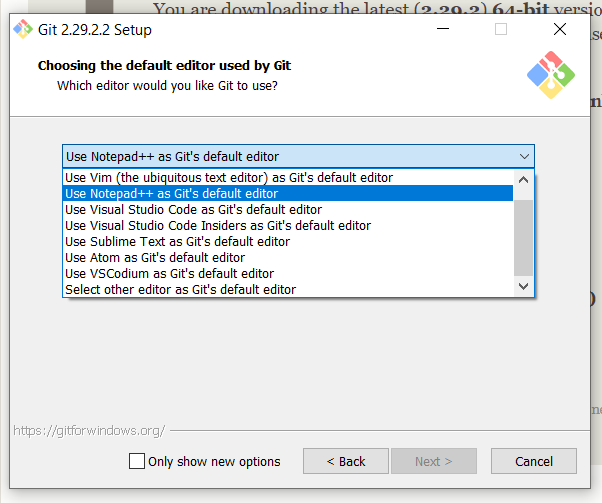 You are downloading the latest (2.29.2) 64-bit versio
Git 2.29.2.2 Setup
Choosing the default editor used by Git
Which editor would you like Git to use?
Use Notepad++ as Git's default editor
Use Vim (the ubiquitous text editor) as Git's default editor
Use Notepad++ as Git's default editor
Use Visual Studio Code as Git's default editor
Use Visual Studio Code Insiders as Git's default editor
Use Sublime Text as Git's default editor
Use Atom as Git's default editor
Use VSCodium as Git's default editor
Select other editor as Git's default editor
https://gitforwindows.org/
Only show new options
< Back
Next >
Cancel